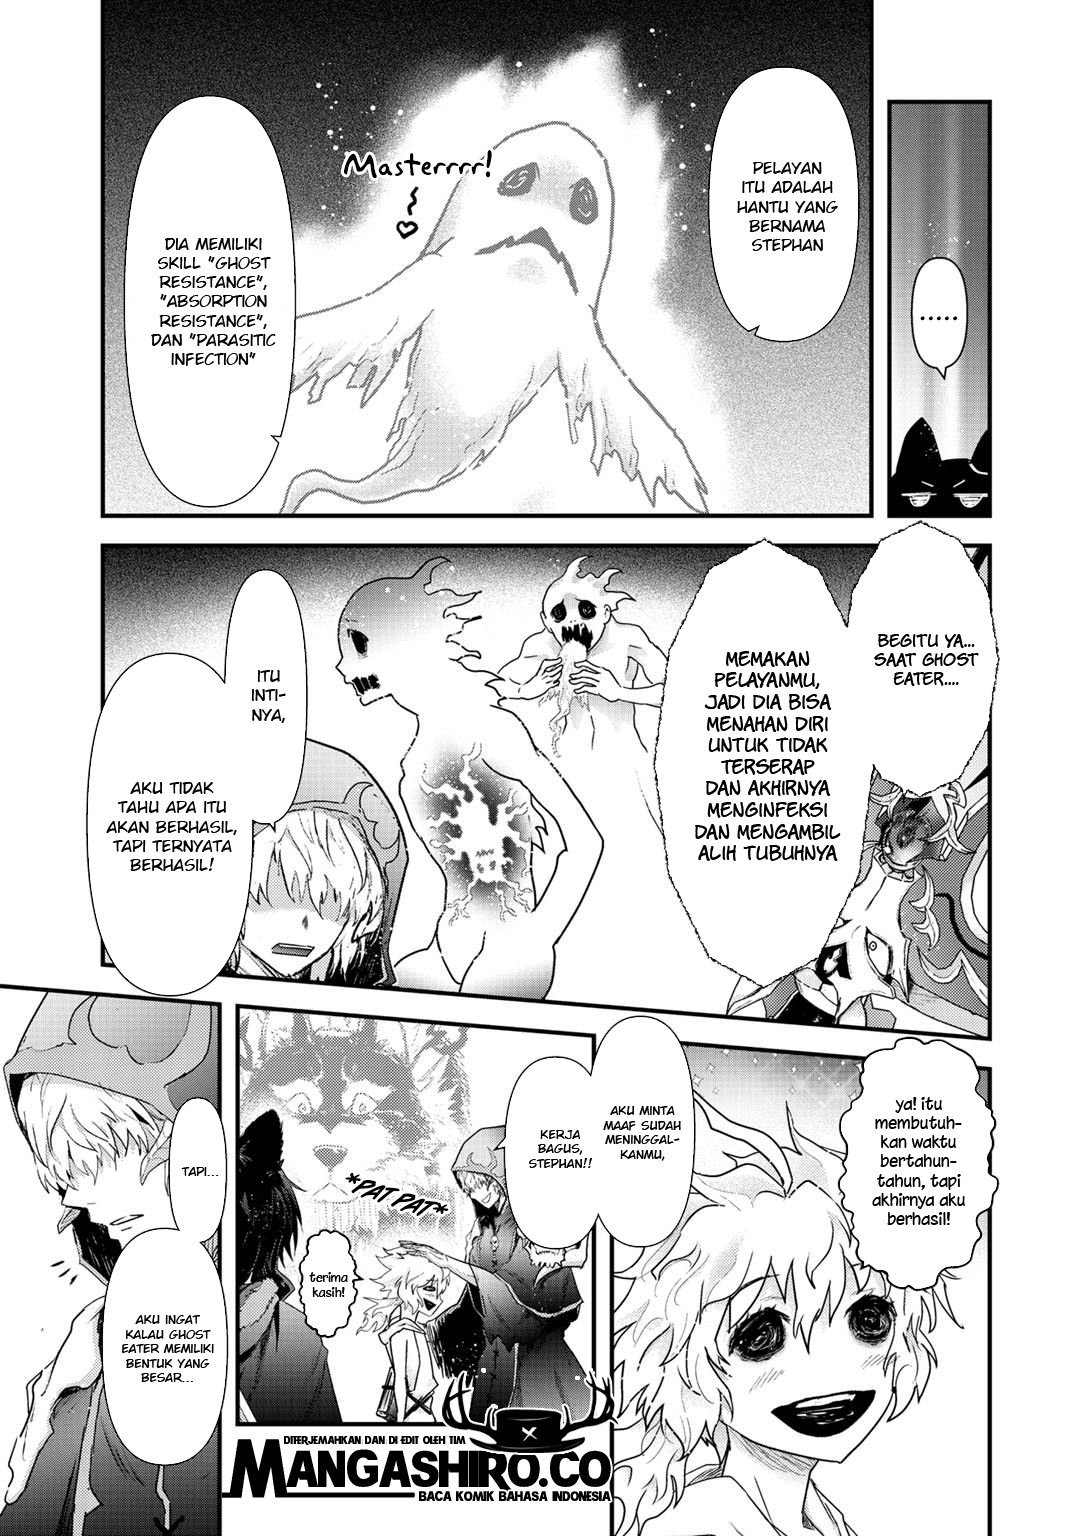 .....
PELAYAN
ITU ADALAH
HANTU YANG
BERNAMA
STEPHAN
Masterrrr!
DIA MEMILIKI
SKILL "GHOST
RESISTANCE",
"ABSORPTION
RESISTANCE",
DAN "PARASITIC
INFECTION"
BEGITU YA...
SAAT GHOST
EATER....
MEMAKAN
PELAYANMU,
JADI DIA BISA
MENAHAN DIRI
UNTUK TIDAK
TERSERAP
DAN AKHIRNYA
MENGINFEKSI
DAN MENGAMBIL
ALIH TUBUHNYA
ITU
INTI-
NYA,
AKU TIDAK
TAHU APA ITU
AKAN BERHASIL,
TAPI TERNYATA
BERHASIL!
ya! itu
membutuh-
kan waktu
bertahun-
tahun, tapi
akhirnya aku
berhasil!
AKU MINTA
MAAF SUDAH
MENINGGAL-
KANMU,
KERJA
BAGUS,
STEPHAN!!
*PAT PAT*
terima
kasih!
TAPI...
AKU INGAT
KALAU GHOST
EATER MEMILIKI
BENTUK YANG
BESAR...
DITERJEMAHKAN DAN DI EDIT OLEH TIM
MANGASHIRO.CO
BACA KOMIK BAHASA INDONESIA